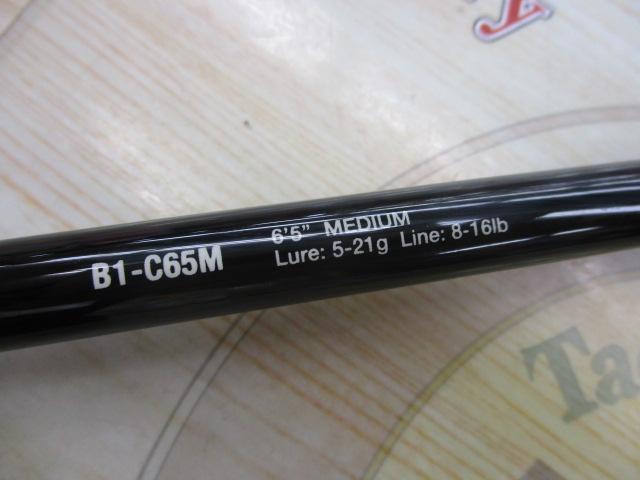 B1-C65M
6'5" MEDIUM
Lure: 5-21g Line: 8-16lb